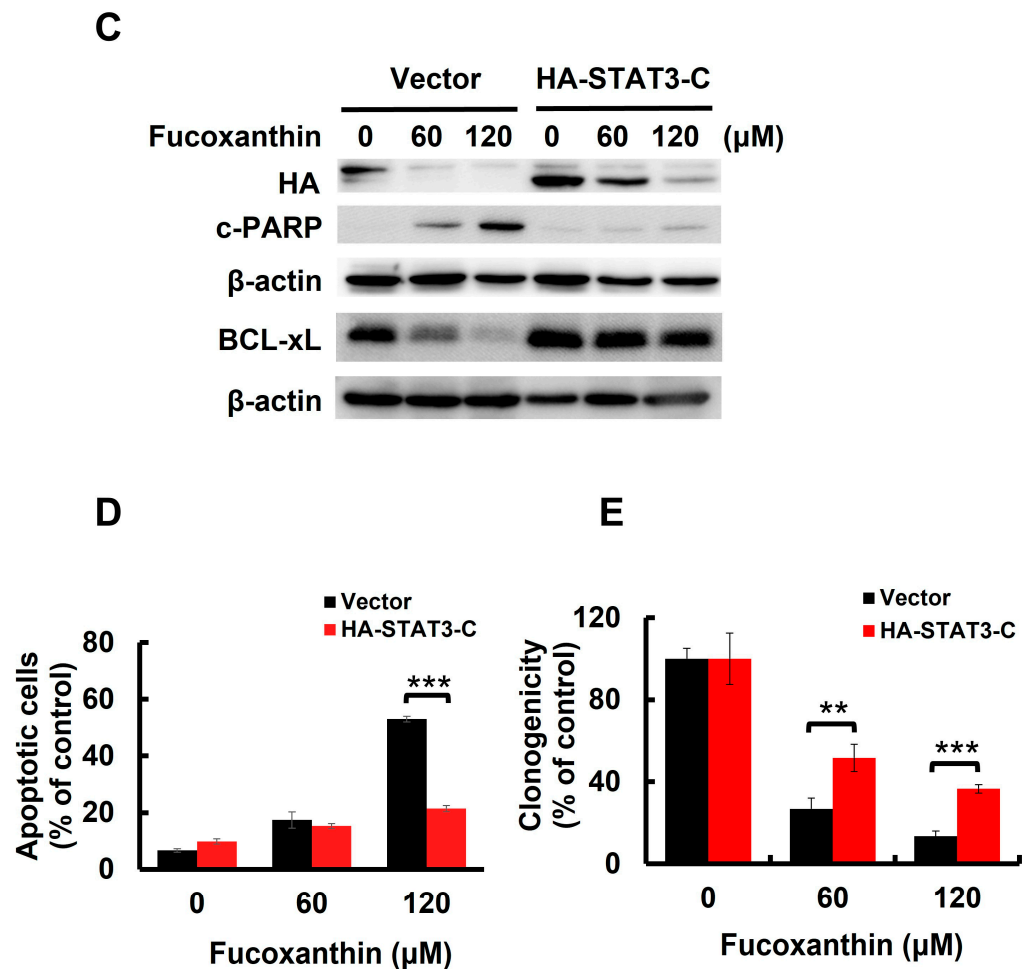 C
Vector HA-STAT3-C
Fucoxanthin 0 60 120 0 60 120 (μM)
HA
c-PARP
β-actin
BCL-xL
β-actin
D
Vector
HA-STAT3-C
Apoptotic cells
(% of control)
80
60
40
20
0
***
0 60 120
Fucoxanthin (μM)
E
Vector
HA-STAT3-C
Clonogenicity
(% of control)
120
80
40
0
**
***
0 60 120
Fucoxanthin (μM)